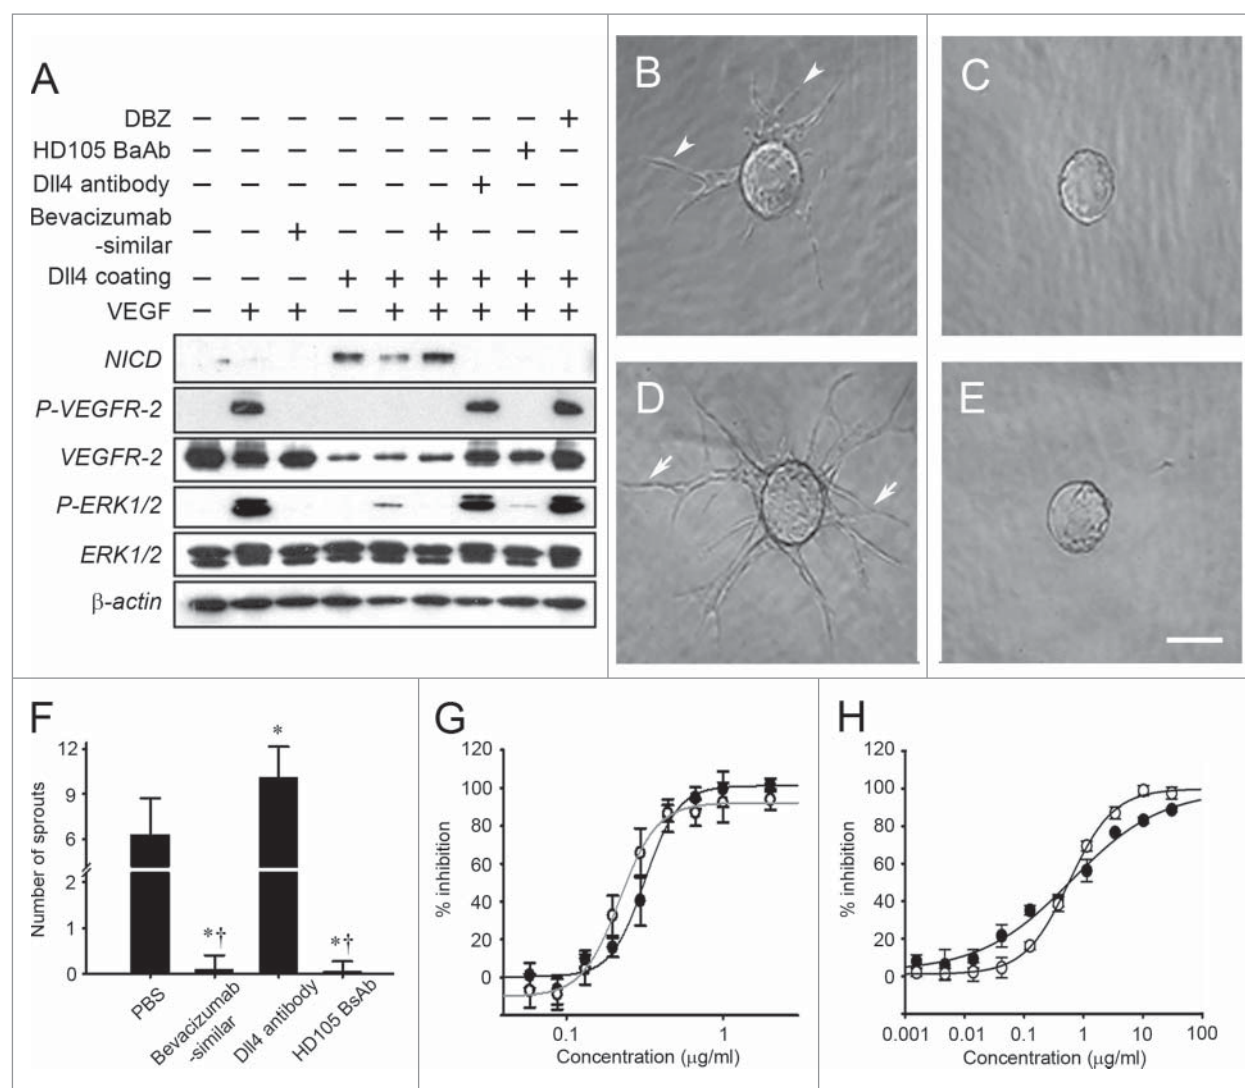 A
DBZ − − − − − − − − +
HD105 BaAb − − − − − − − + −
Dll4 antibody − − − − − − + − −
Bevacizumab
-similar − − + − − + − − −
Dll4 coating − − − + + + + + +
VEGF − + + − + + + + +
NICD
P-VEGFR-2
VEGFR-2
P-ERK1/2
ERK1/2
β-actin
B
C
D
E
F
Number of sprouts
12
9
6
2
0
*†
*
*†
PBS
Bevacizumab
-similar
Dll4 antibody
HD105 BsAb
G
% inhibition
120
100
80
60
40
20
0
0.1 1
Concentration (μg/ml)
H
% inhibition
120
100
80
60
40
20
0
0.001 0.01 0.1 1 10 100
Concentration (μg/ml)